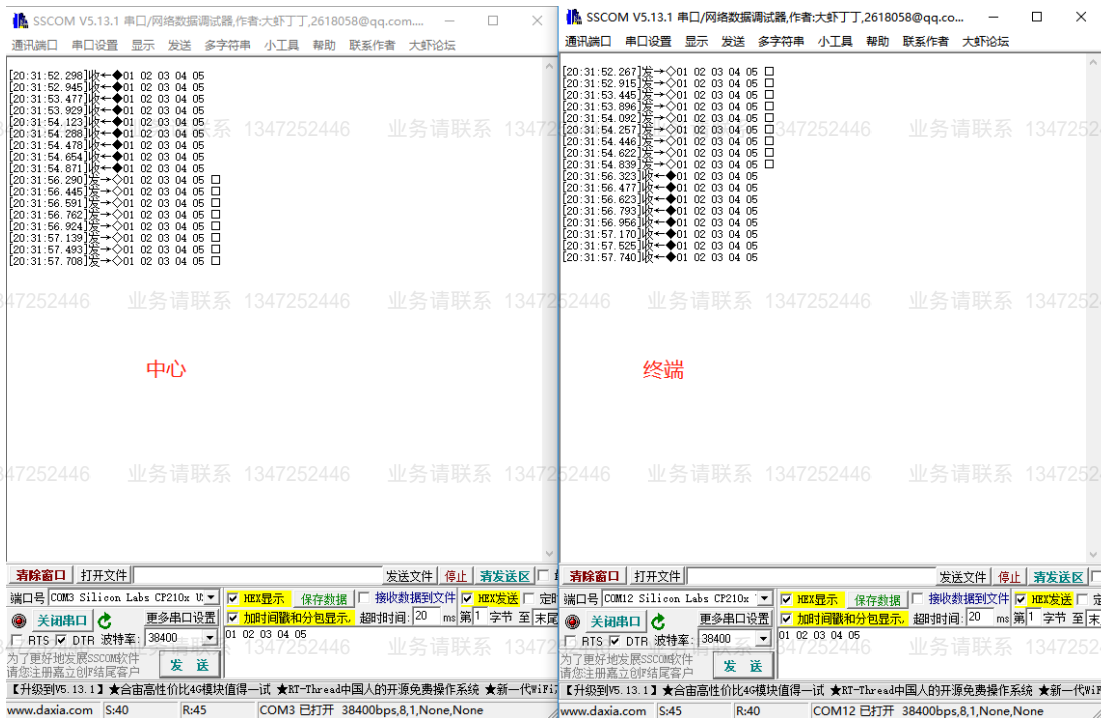 SSCOM V5.13.1 串口/网络数据调试器,作者:大虾丁丁,2618058@qq.com....
通讯端口 串口设置 显示 发送 多字符串 小工具 帮助 联系作者 大虾论坛
[20:31:52.298]收←◆01 02 03 04 05
[20:31:52.945]收←◆01 02 03 04 05
[20:31:53.477]收←◆01 02 03 04 05
[20:31:53.929]收←◆01 02 03 04 05
[20:31:54.123]收←◆01 02 03 04 05
[20:31:54.288]收←◆01 02 03 04 05
[20:31:54.478]收←◆01 02 03 04 05
[20:31:54.654]收←◆01 02 03 04 05
[20:31:54.871]收←◆01 02 03 04 05
[20:31:56.290]发→◇01 02 03 04 05 □
[20:31:56.445]发→◇01 02 03 04 05 □
[20:31:56.591]发→◇01 02 03 04 05 □
[20:31:56.762]发→◇01 02 03 04 05 □
[20:31:56.924]发→◇01 02 03 04 05 □
[20:31:57.139]发→◇01 02 03 04 05 □
[20:31:57.493]发→◇01 02 03 04 05 □
[20:31:57.708]发→◇01 02 03 04 05 □
中心
清除窗口 打开文件 发送文件 停止 清发送区
端口号 COM3 Silicon Labs CP210x U HEX显示 保存数据 接收数据到文件 HEX发送 定时
关闭串口 更多串口设置 加时间戳和分包显示, 超时时间: 20 ms 第 1 字节 至 末尾
RTS DTR 波特率: 38400 01 02 03 04 05
为了更好地发展SSCOM软件
请您注册嘉立创F结尾客户
发 送
【升级到V5.13.1】★合宙高性价比4G模块值得一试 ★RT-Thread中国人的开源免费操作系统 ★新一代WiFi
www.daxia.com S:40 R:45 COM3 已打开 38400bps,8,1,None,None
SSCOM V5.13.1 串口/网络数据调试器,作者:大虾丁丁,2618058@qq.co...
通讯端口 串口设置 显示 发送 多字符串 小工具 帮助 联系作者 大虾论坛
[20:31:52.267]发→◇01 02 03 04 05 □
[20:31:52.915]发→◇01 02 03 04 05 □
[20:31:53.445]发→◇01 02 03 04 05 □
[20:31:53.896]发→◇01 02 03 04 05 □
[20:31:54.092]发→◇01 02 03 04 05 □
[20:31:54.257]发→◇01 02 03 04 05 □
[20:31:54.446]发→◇01 02 03 04 05 □
[20:31:54.622]发→◇01 02 03 04 05 □
[20:31:54.839]发→◇01 02 03 04 05 □
[20:31:56.323]收←◆01 02 03 04 05
[20:31:56.477]收←◆01 02 03 04 05
[20:31:56.623]收←◆01 02 03 04 05
[20:31:56.793]收←◆01 02 03 04 05
[20:31:56.956]收←◆01 02 03 04 05
[20:31:57.170]收←◆01 02 03 04 05
[20:31:57.525]收←◆01 02 03 04 05
[20:31:57.740]收←◆01 02 03 04 05
终端
清除窗口 打开文件 发送文件 停止 清发送区
端口号 COM12 Silicon Labs CP210x HEX显示 保存数据 接收数据到文件 HEX发送 定
关闭串口 更多串口设置 加时间戳和分包显示, 超时时间: 20 ms 第 1 字节 至 末
RTS DTR 波特率: 38400 01 02 03 04 05
为了更好地发展SSCOM软件
请您注册嘉立创F结尾客户
发 送
【升级到V5.13.1】★合宙高性价比4G模块值得一试 ★RT-Thread中国人的开源免费操作系统 ★新一代WiFi
www.daxia.com S:45 R:40 COM12 已打开 38400bps,8,1,None,None
业务请联系 1347252446